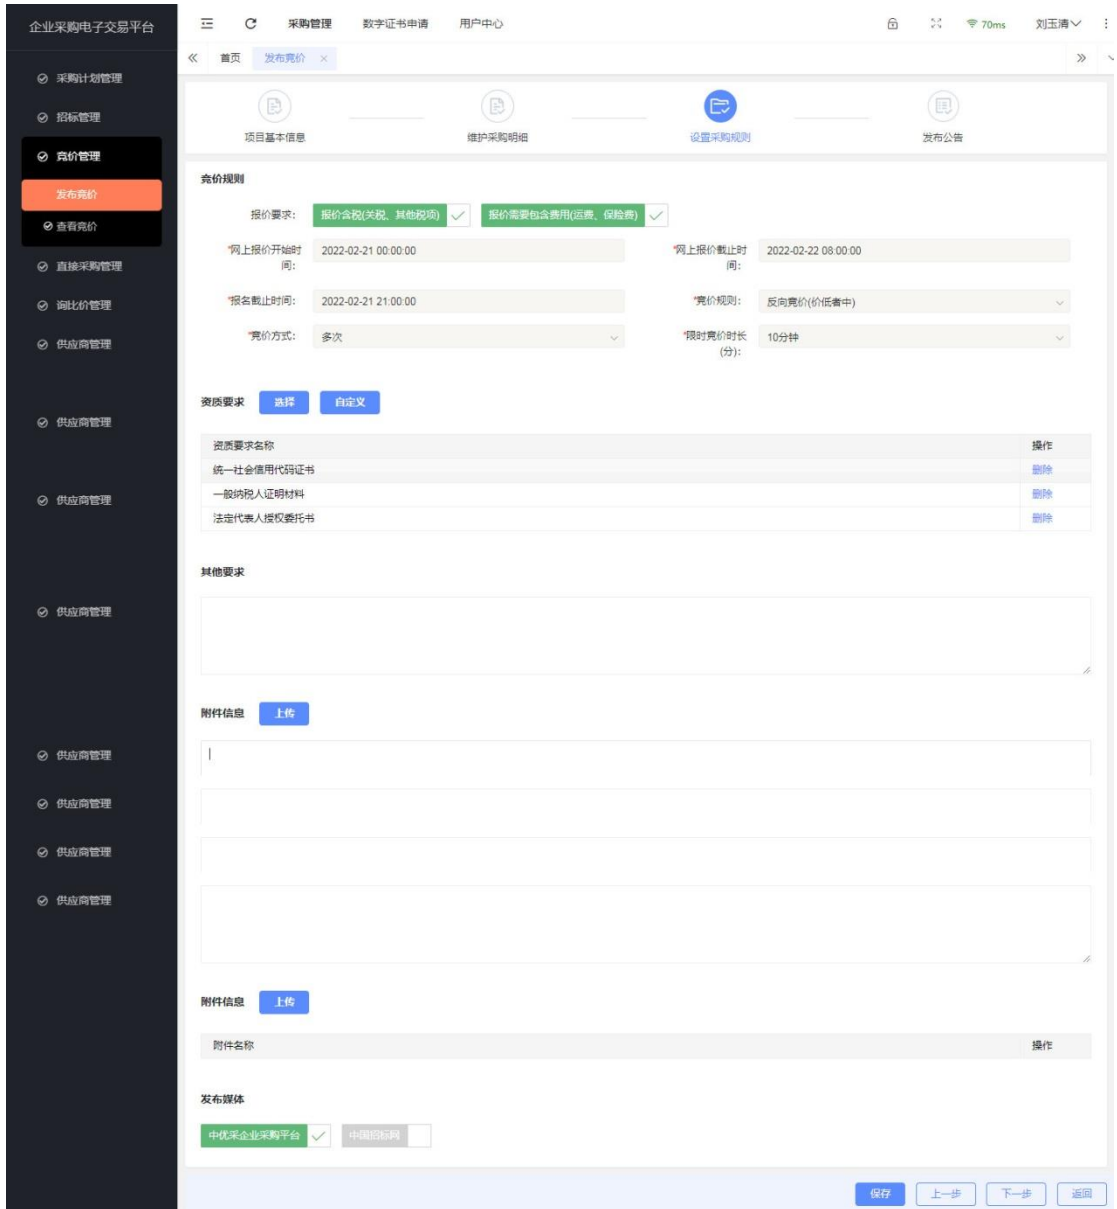 企业采购电子交易平台
采购管理 数字证书申请 用户中心 70ms 刘玉清
首页 发布竞价
采购计划管理
招标管理
竞价管理
发布竞价
查看竞价
直接采购管理
询比价管理
供应商管理
供应商管理
供应商管理
供应商管理
供应商管理
供应商管理
供应商管理
供应商管理
项目基本信息 维护采购明细 设置采购规则 发布公告
竞价规则
报价要求: 报价含税(关税、其他税项) 报价需要包含费用(运费、保险费)
*网上报价开始时间: 2022-02-21 00:00:00 *网上报价截止时间: 2022-02-22 08:00:00
*报名截止时间: 2022-02-21 21:00:00 *竞价规则: 反向竞价(价低者中)
*竞价方式: 多次 *限时竞价时长(分): 10分钟
资质要求 选择 自定义
资质要求名称 操作
统一社会信用代码证书 删除
一般纳税人证明材料 删除
法定代表人授权委托书 删除
其他要求
附件信息 上传
附件信息 上传
附件名称 操作
发布媒体
中优采企业采购平台 中国招标网
保存 上一步 下一步 返回